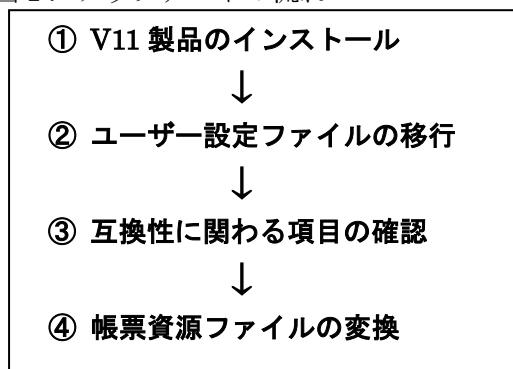 ① V11 製品のインストール
↓
② ユーザー設定ファイルの移行
↓
③ 互換性に関わる項目の確認
↓
④ 帳票資源ファイルの変換